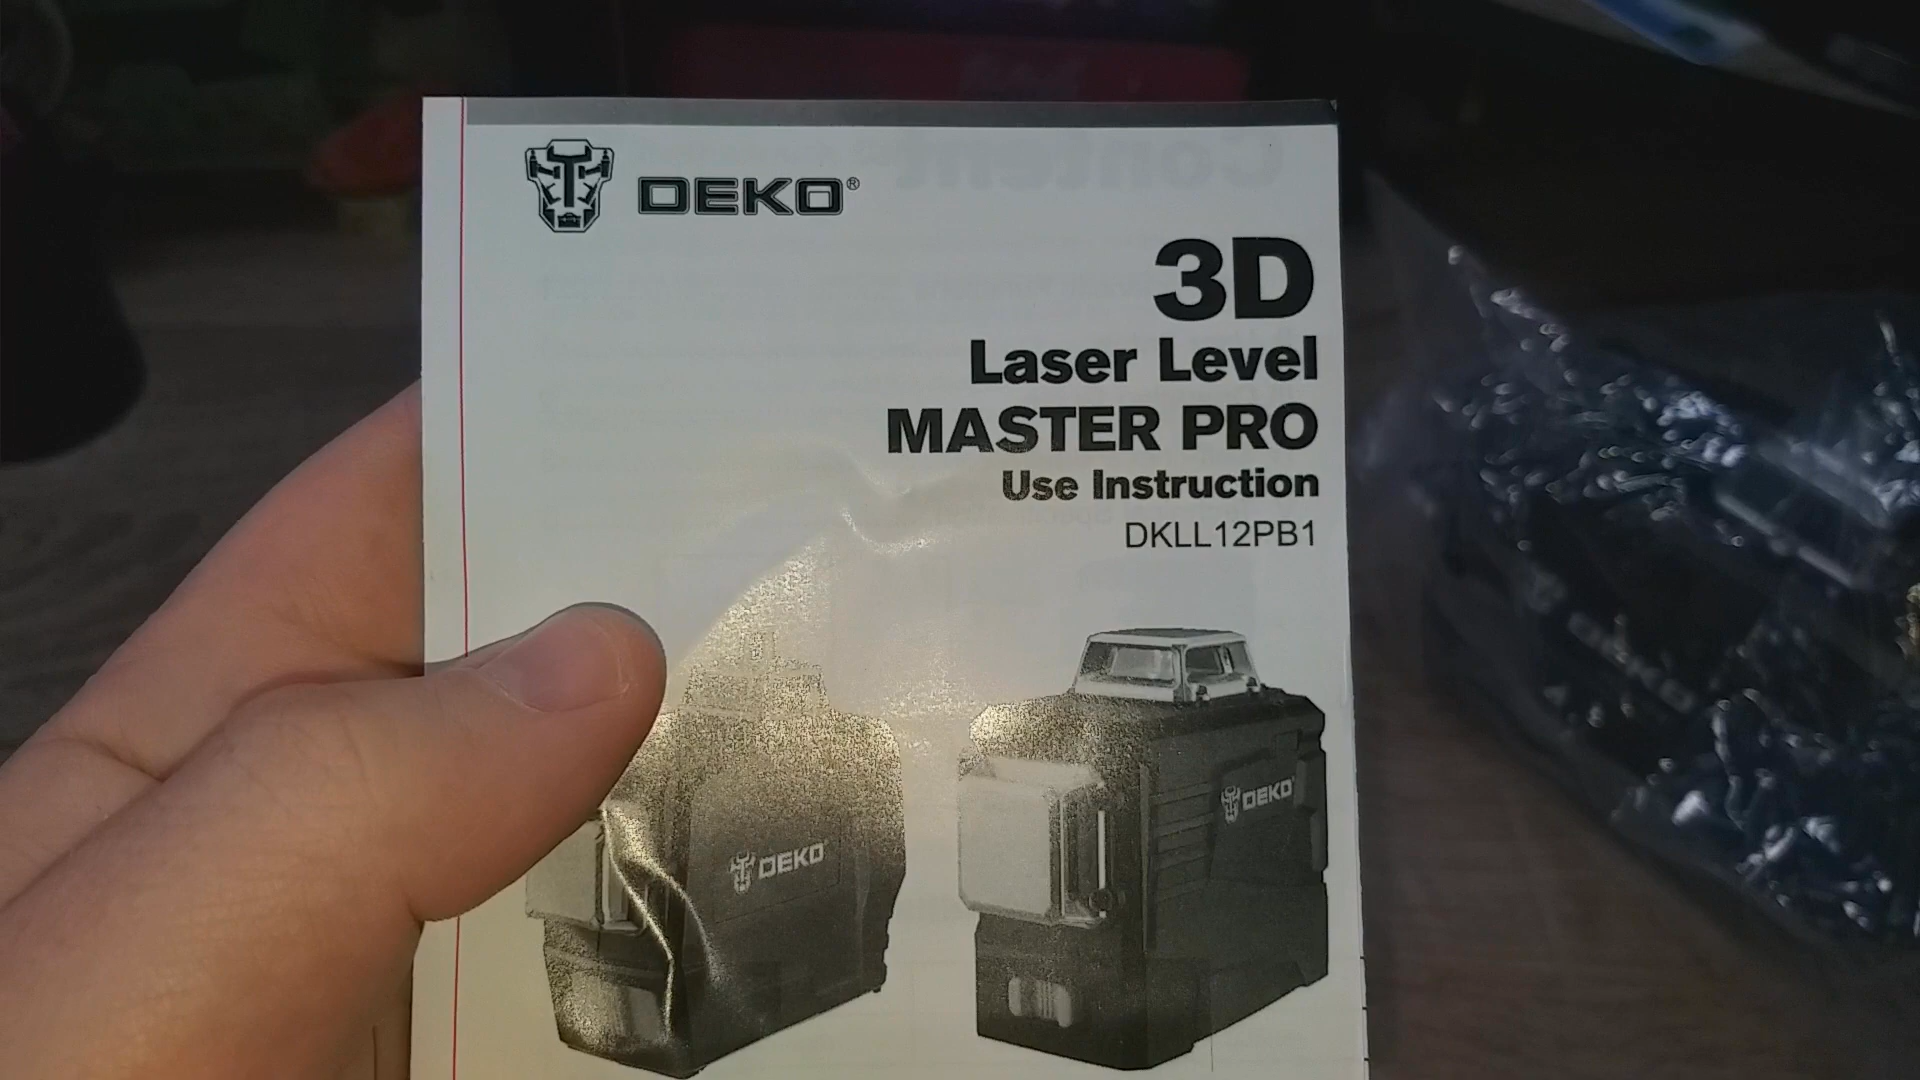 DEKO®
3D
Laser Level
MASTER PRO
Use Instruction
DKLL12PB1
DEKO
DEKO